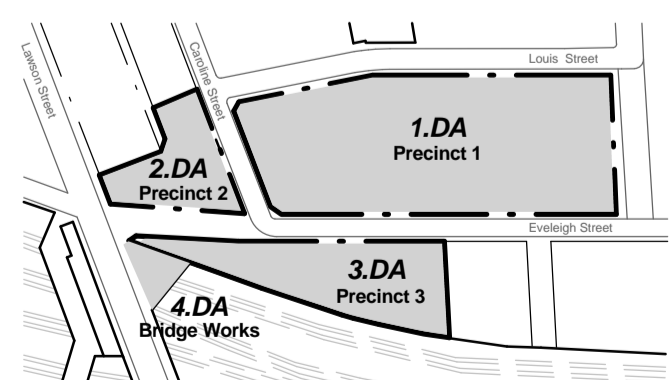 Lawson Street
Caroline Street
Louis Street
1.DA
Precinct 1
2.DA
Precinct 2
Eveleigh Street
3.DA
Precinct 3
4.DA
Bridge Works